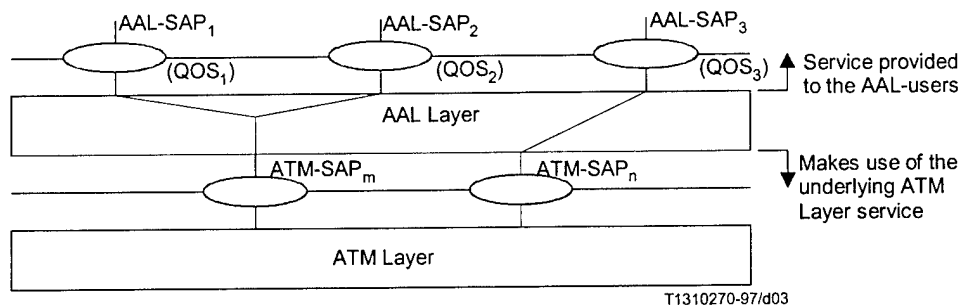 AAL-SAP1
AAL-SAP2
AAL-SAP3
(QOS1)
(QOS2)
(QOS3)
Service provided
to the AAL-users
AAL Layer
ATM-SAPm
ATM-SAPn
Makes use of the
underlying ATM
Layer service
ATM Layer
T1310270-97/d03